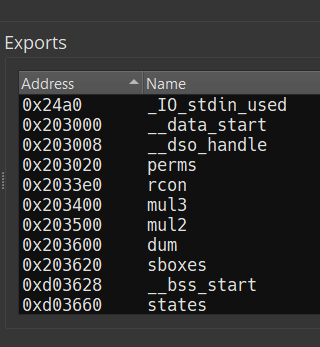 Exports
Address Name
0x24a0 _IO_stdin_used
0x203000 __data_start
0x203008 __dso_handle
0x203020 perms
0x2033e0 rcon
0x203400 mul3
0x203500 mul2
0x203600 dum
0x203620 sboxes
0xd03628 __bss_start
0xd03660 states